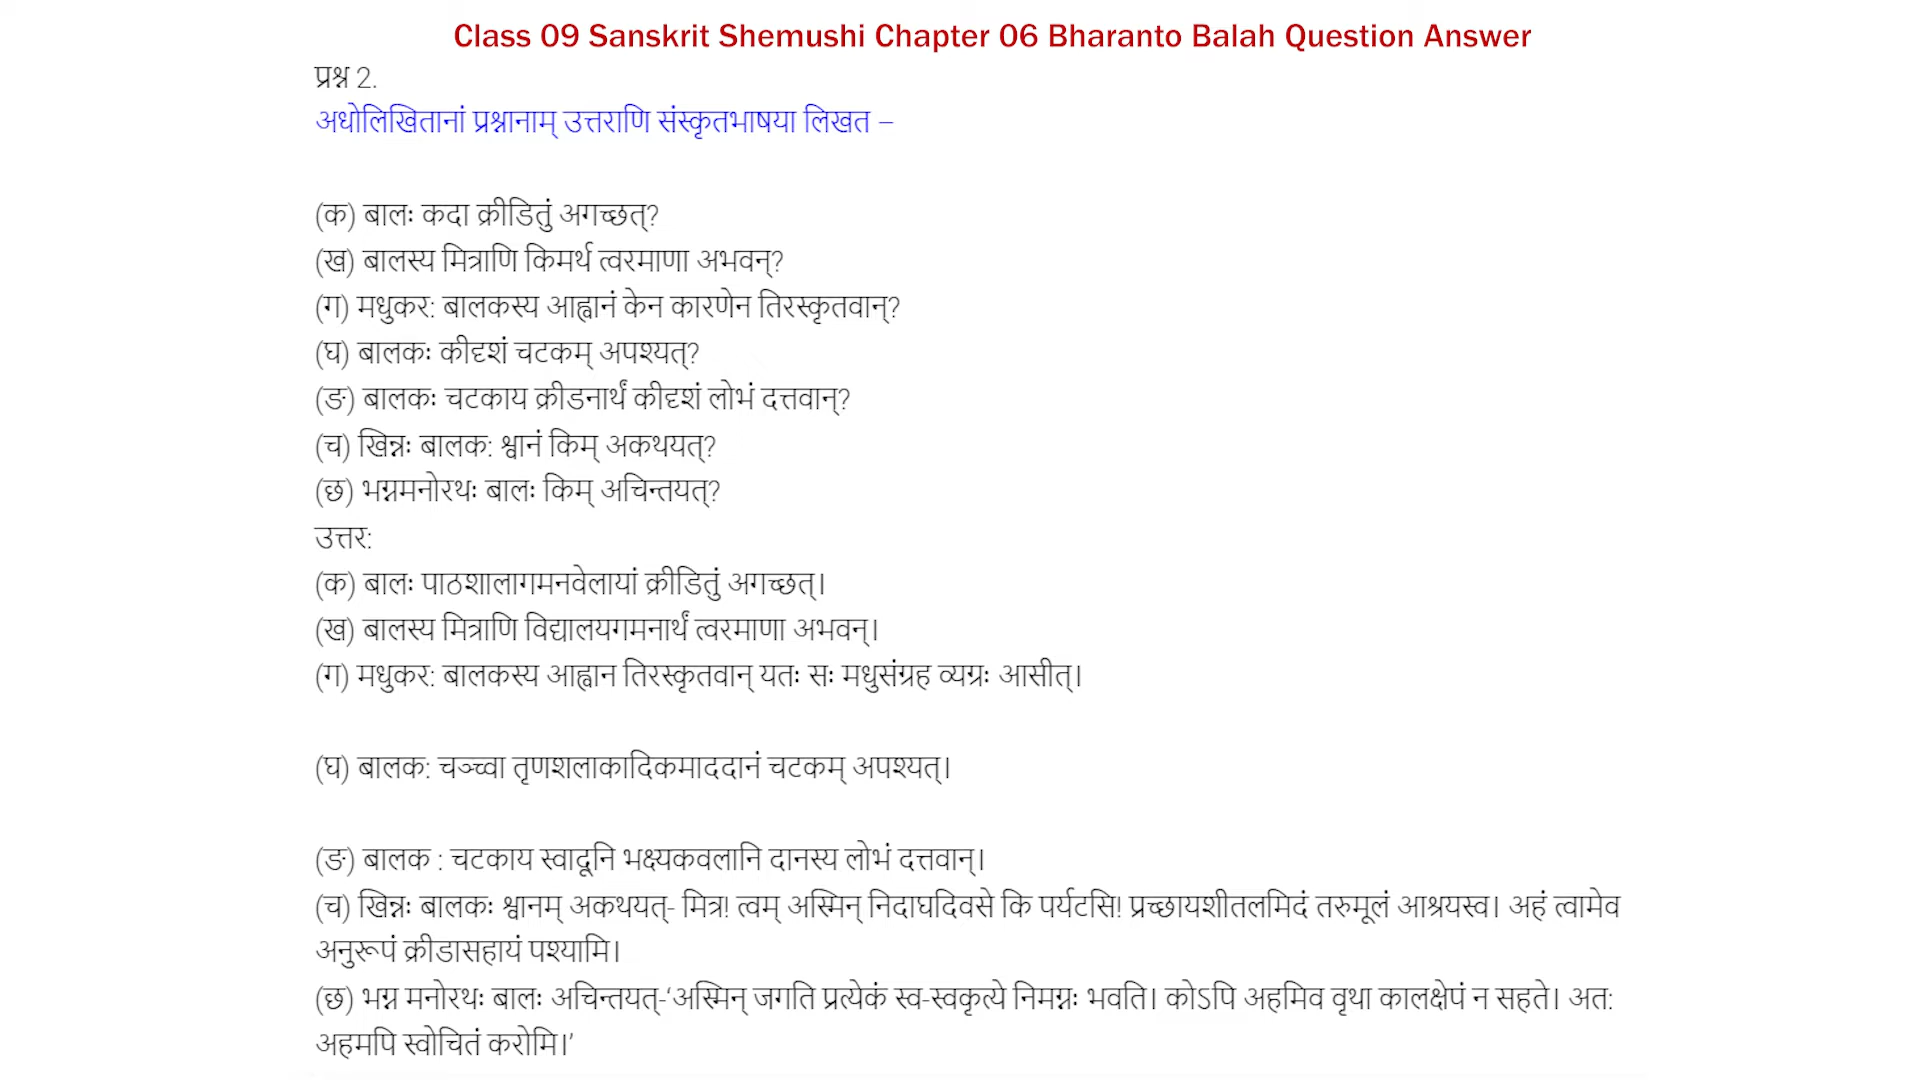 Class 09 Sanskrit Shemushi Chapter 06 Bharanto Balah Question Answer
प्रश्न 2.
अधोलिखितानां प्रश्नानाम् उत्तराणि संस्कृतभाषया लिखत –
(क) बालः कदा क्रीडितुं अगच्छत्?
(ख) बालस्य मित्राणि किमर्थ त्वरमाणा अभवन्?
(ग) मधुकर: बालकस्य आह्वानं केन कारणेन तिरस्कृतवान्?
(घ) बालकः कीदृशं चटकम् अपश्यत्?
(ङ) बालकः चटकाय क्रीडनार्थं कीदृशं लोभं दत्तवान्?
(च) खिन्नः बालक: श्वानं किम् अकथयत्?
(छ) भग्नमनोरथः बालः किम् अचिन्तयत्?
उत्तर:
(क) बालः पाठशालागमनवेलायां क्रीडितुं अगच्छत्।
(ख) बालस्य मित्राणि विद्यालयगमनार्थं त्वरमाणा अभवन्।
(ग) मधुकर: बालकस्य आह्वान तिरस्कृतवान् यतः सः मधुसंग्रह व्यग्रः आसीत्।
(घ) बालक: चञ्च्वा तृणशलाकादिकमाददानं चटकम् अपश्यत्।
(ङ) बालक : चटकाय स्वादूनि भक्ष्यकवलानि दानस्य लोभं दत्तवान्।
(च) खिन्नः बालकः श्वानम् अकथयत्- मित्र! त्वम् अस्मिन् निदाघदिवसे कि पर्यटसि! प्रच्छायशीतलमिदं तरुमूलं आश्रयस्व। अहं त्वामेव
अनुरूपं क्रीडासहायं पश्यामि।
(छ) भग्न मनोरथः बालः अचिन्तयत्-‘अस्मिन् जगति प्रत्येकं स्व-स्वकृत्ये निमग्नः भवति। कोऽपि अहमिव वृथा कालक्षेपं न सहते। अत:
अहमपि स्वोचितं करोमि।’